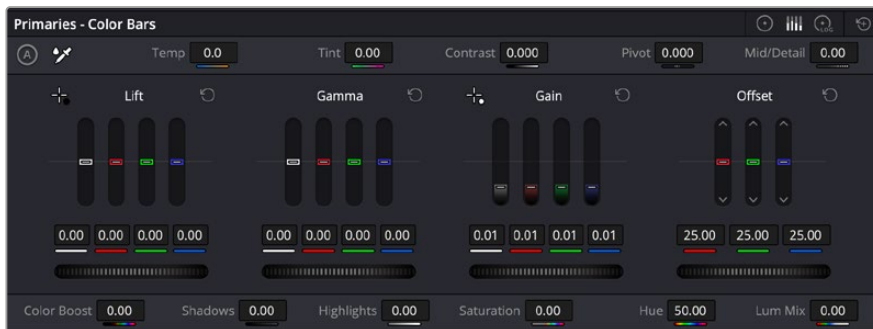 Primaries - Color Bars
LOG
A Temp 0.0 Tint 0.00 Contrast 0.000 Pivot 0.000 Mid/Detail 0.00
Lift Gamma Gain Offset
0.00 0.00 0.00 0.00 0.00 0.00 0.00 0.00 0.01 0.01 0.01 0.01 25.00 25.00 25.00
Color Boost 0.00 Shadows 0.00 Highlights 0.00 Saturation 0.00 Hue 50.00 Lum Mix 0.00